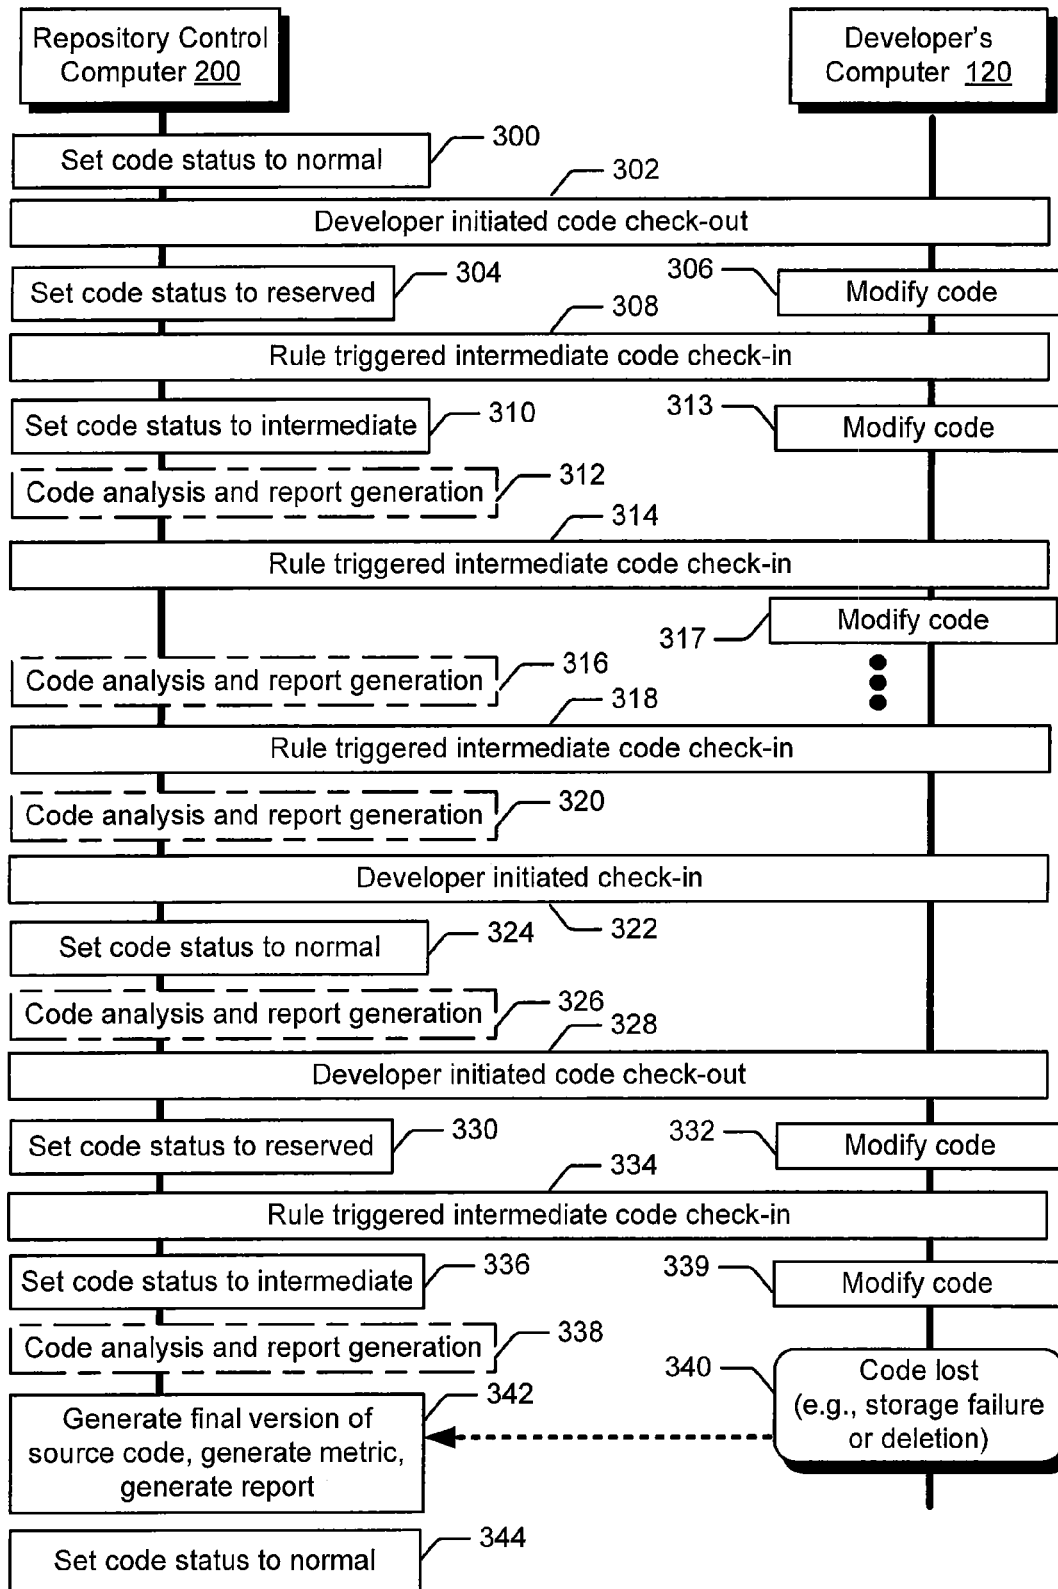 Repository Control
Computer 200
Developer's
Computer 120
Set code status to normal
300
302
Developer initiated code check-out
Set code status to reserved
304
306
Modify code
308
Rule triggered intermediate code check-in
Set code status to intermediate
310
313
Modify code
Code analysis and report generation
312
314
Rule triggered intermediate code check-in
Modify code
317
Code analysis and report generation
316
318
Rule triggered intermediate code check-in
Code analysis and report generation
320
Developer initiated check-in
322
Set code status to normal
324
Code analysis and report generation
326
328
Developer initiated code check-out
Set code status to reserved
330
332
Modify code
334
Rule triggered intermediate code check-in
Set code status to intermediate
336
339
Modify code
Code analysis and report generation
338
340
Code lost
(e.g., storage failure
or deletion)
342
Generate final version of
source code, generate metric,
generate report
Set code status to normal
344